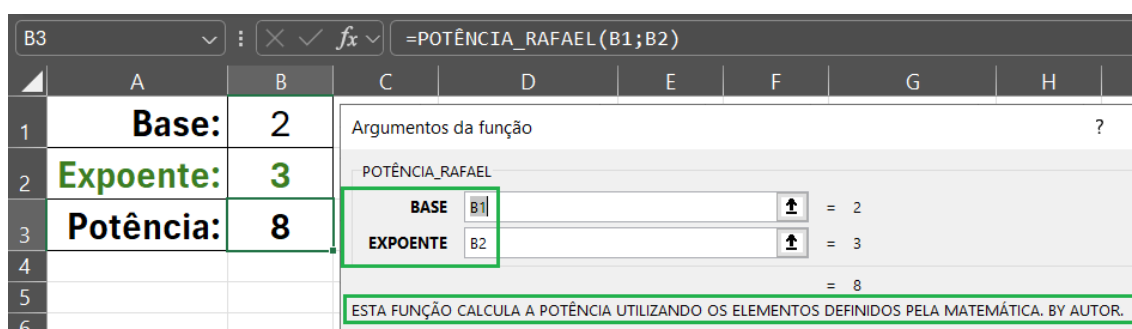 B3 fx =POTÊNCIA_RAFAEL(B1;B2)
A B C D E F G H
1 Base: 2
2 Expoente: 3
3 Potência: 8
4
5
6
Argumentos da função ?
POTÊNCIA_RAFAEL
BASE B1 = 2
EXPOENTE B2 = 3
= 8
ESTA FUNÇÃO CALCULA A POTÊNCIA UTILIZANDO OS ELEMENTOS DEFINIDOS PELA MATEMÁTICA. BY AUTOR.